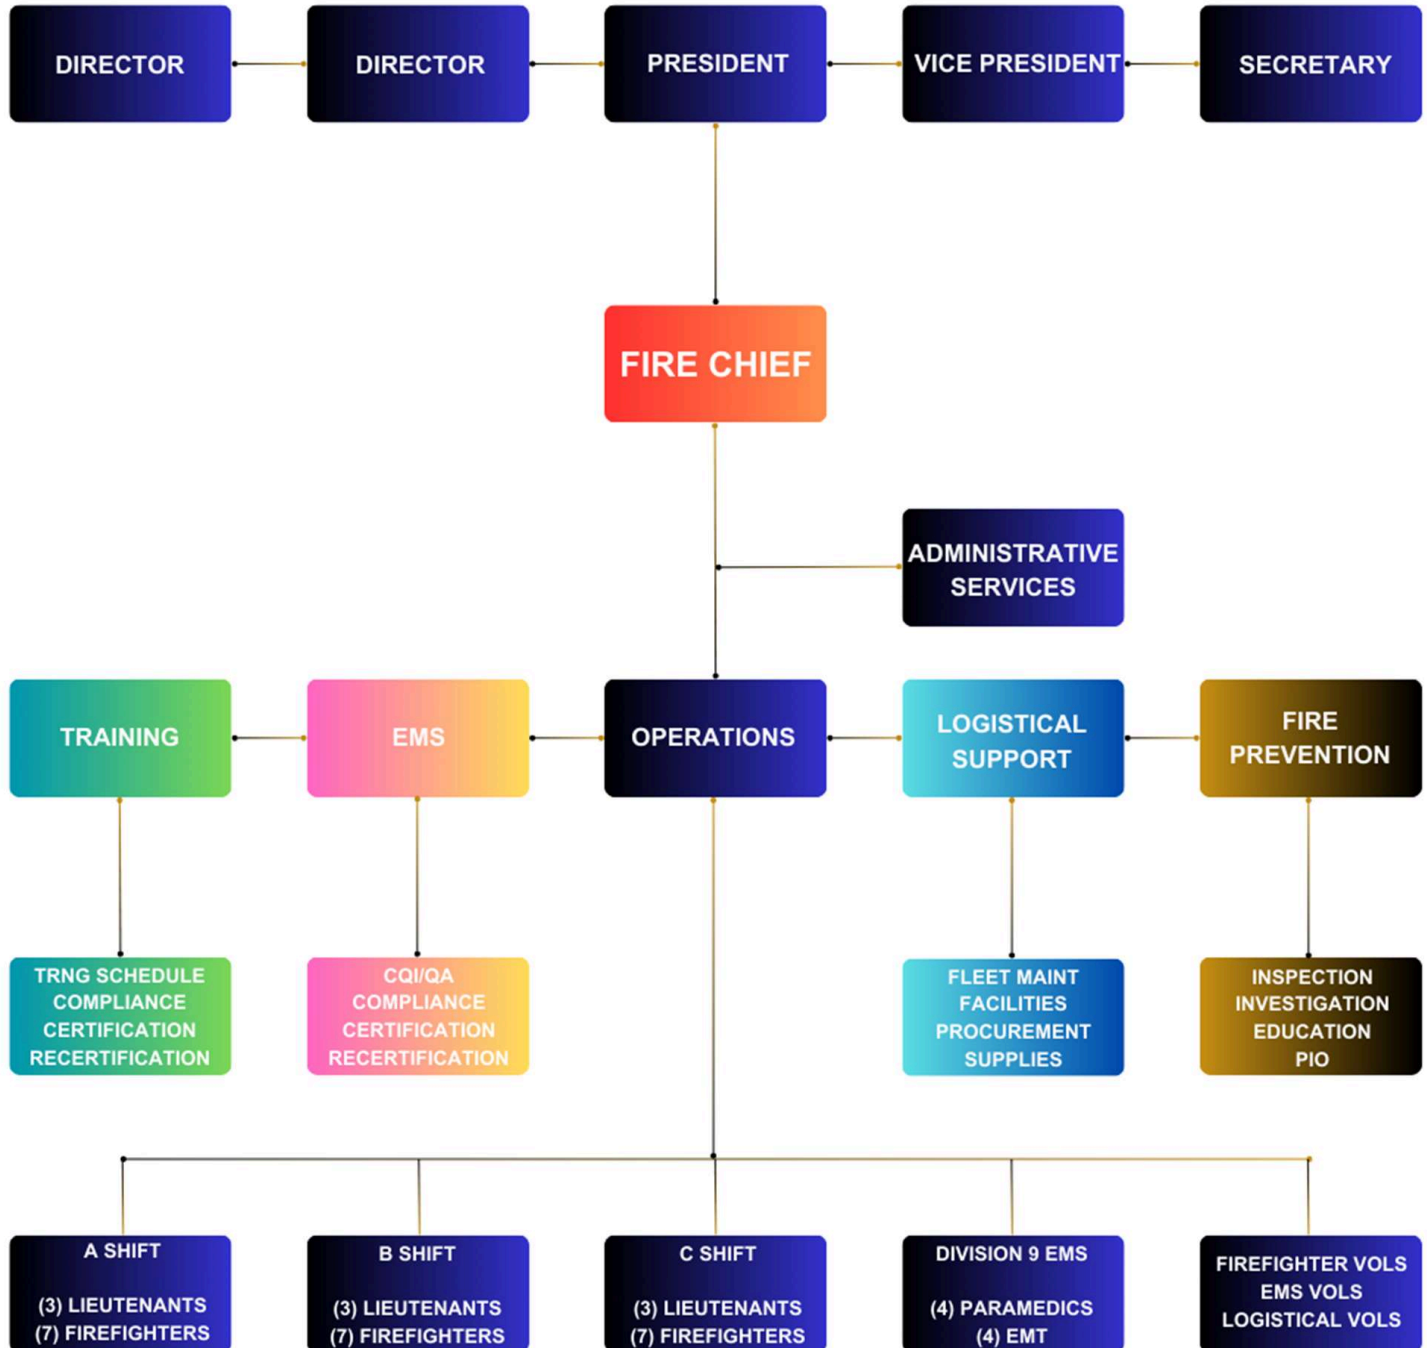 DIRECTOR
DIRECTOR
PRESIDENT
VICE PRESIDENT
SECRETARY
FIRE CHIEF
ADMINISTRATIVE
SERVICES
TRAINING
EMS
OPERATIONS
LOGISTICAL
SUPPORT
FIRE
PREVENTION
TRNG SCHEDULE
COMPLIANCE
CERTIFICATION
RECERTIFICATION
CQI/QA
COMPLIANCE
CERTIFICATION
RECERTIFICATION
FLEET MAINT
FACILITIES
PROCUREMENT
SUPPLIES
INSPECTION
INVESTIGATION
EDUCATION
PIO
A SHIFT
(3) LIEUTENANTS
(7) FIREFIGHTERS
B SHIFT
(3) LIEUTENANTS
(7) FIREFIGHTERS
C SHIFT
(3) LIEUTENANTS
(7) FIREFIGHTERS
DIVISION 9 EMS
(4) PARAMEDICS
(4) EMT
FIREFIGHTER VOLS
EMS VOLS
LOGISTICAL VOLS